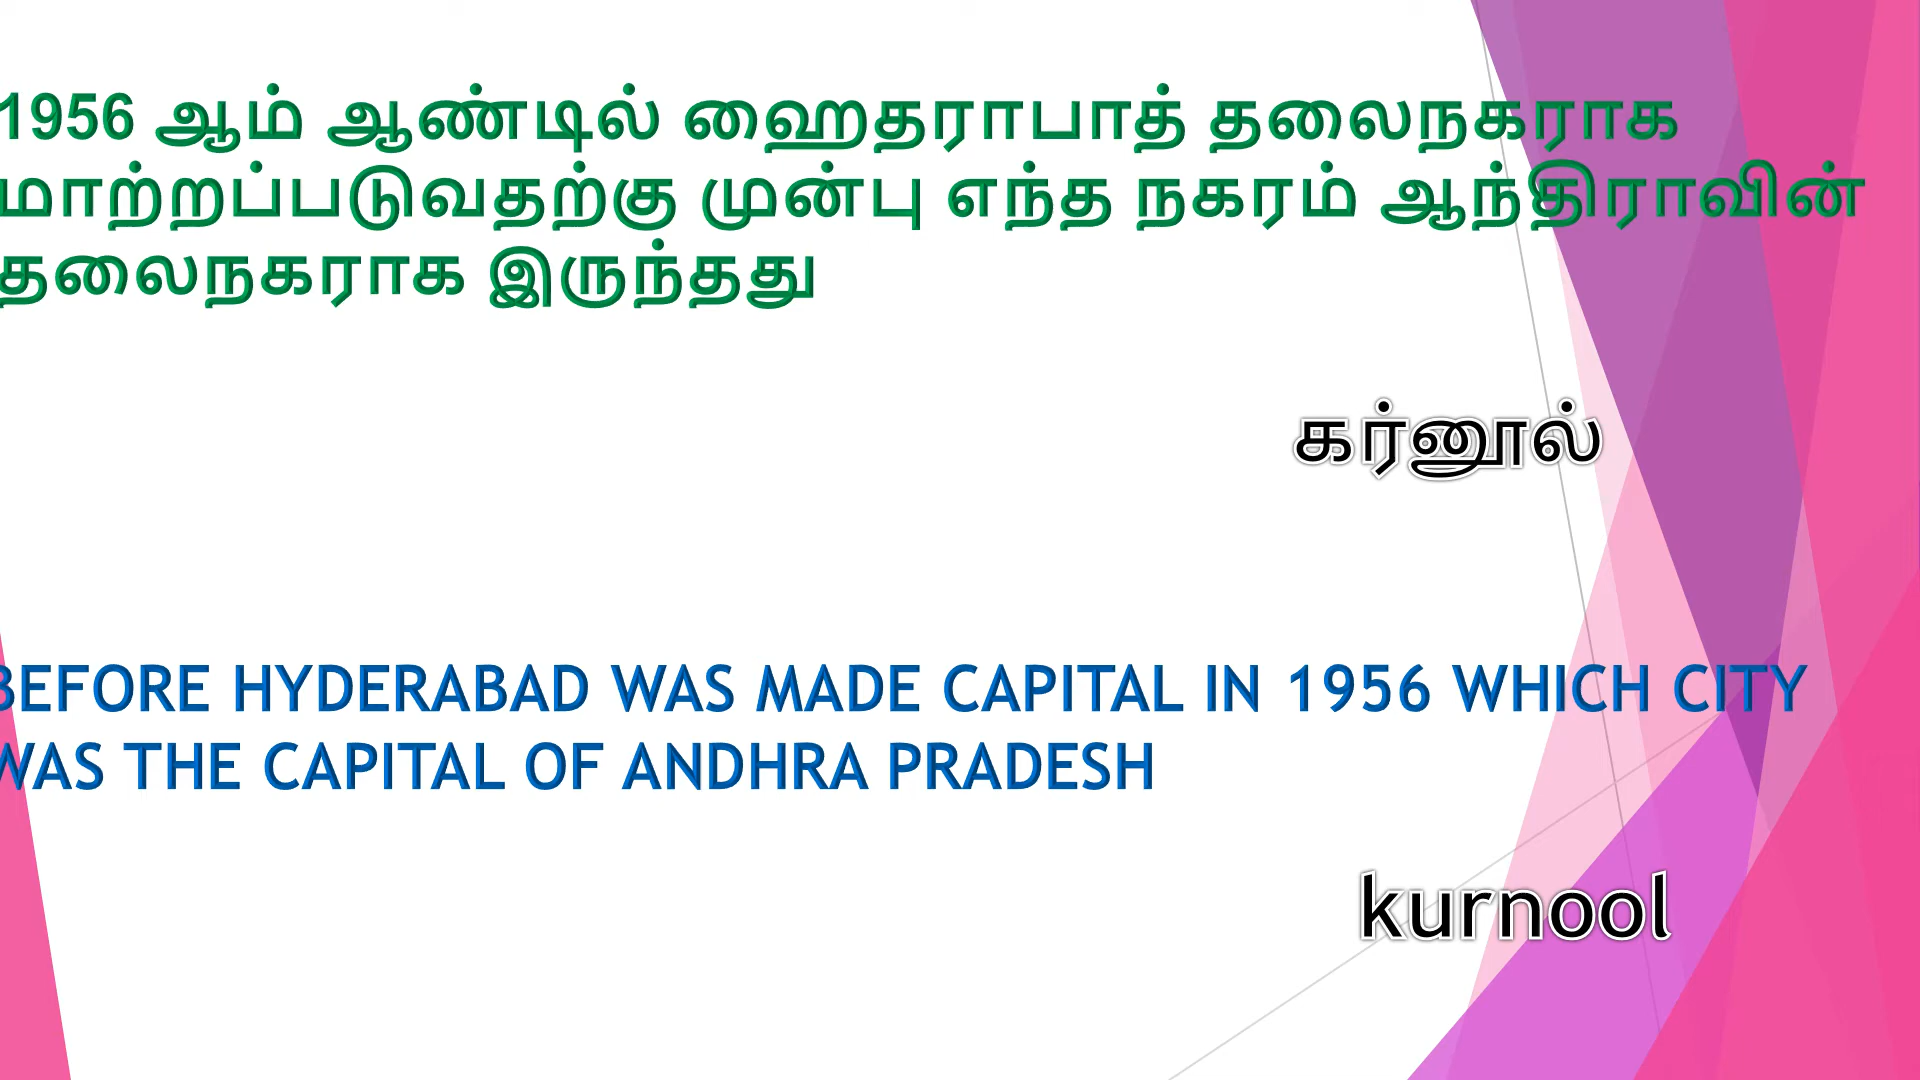 1956 ஆம் ஆண்டில் ஹைதராபாத் தலைநகராக
மாற்றப்படுவதற்கு முன்பு எந்த நகரம் ஆந்திராவின்
தலைநகராக இருந்தது
கர்னூல்
BEFORE HYDERABAD WAS MADE CAPITAL IN 1956 WHICH CITY
WAS THE CAPITAL OF ANDHRA PRADESH
kurnool